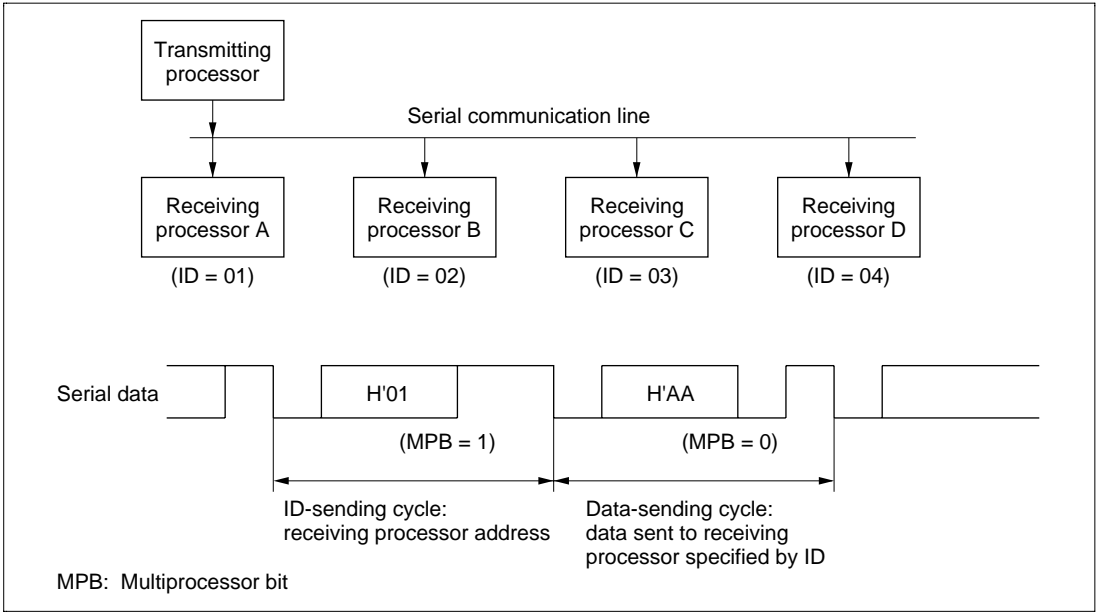 Transmitting
processor
Serial communication line
Receiving
processor A
Receiving
processor B
Receiving
processor C
Receiving
processor D
(ID = 01)
(ID = 02)
(ID = 03)
(ID = 04)
Serial data
H'01
H'AA
(MPB = 1)
(MPB = 0)
ID-sending cycle:
receiving processor address
Data-sending cycle:
data sent to receiving
processor specified by ID
MPB: Multiprocessor bit